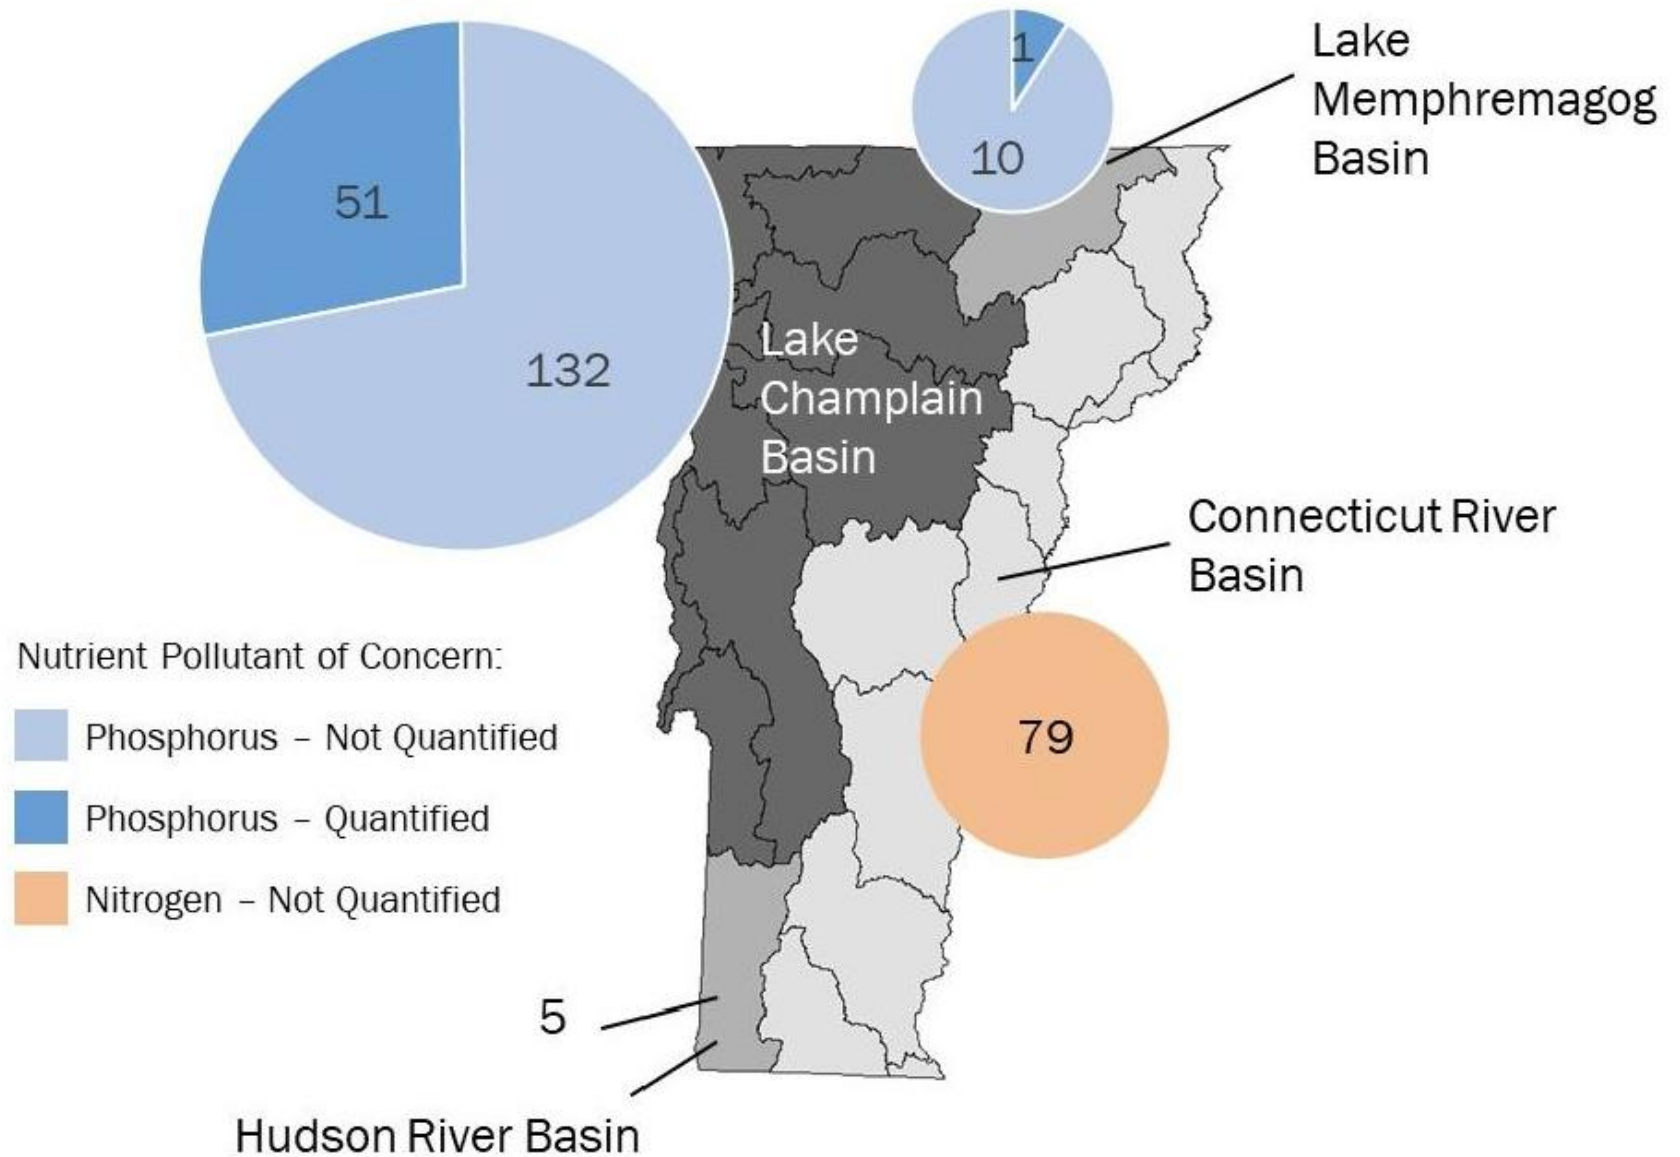 1
10
Lake
Memphremagog
Basin
51
132
Lake
Champlain
Basin
Connecticut River
Basin
Nutrient Pollutant of Concern:
Phosphorus – Not Quantified
Phosphorus – Quantified
Nitrogen – Not Quantified
79
5
Hudson River Basin